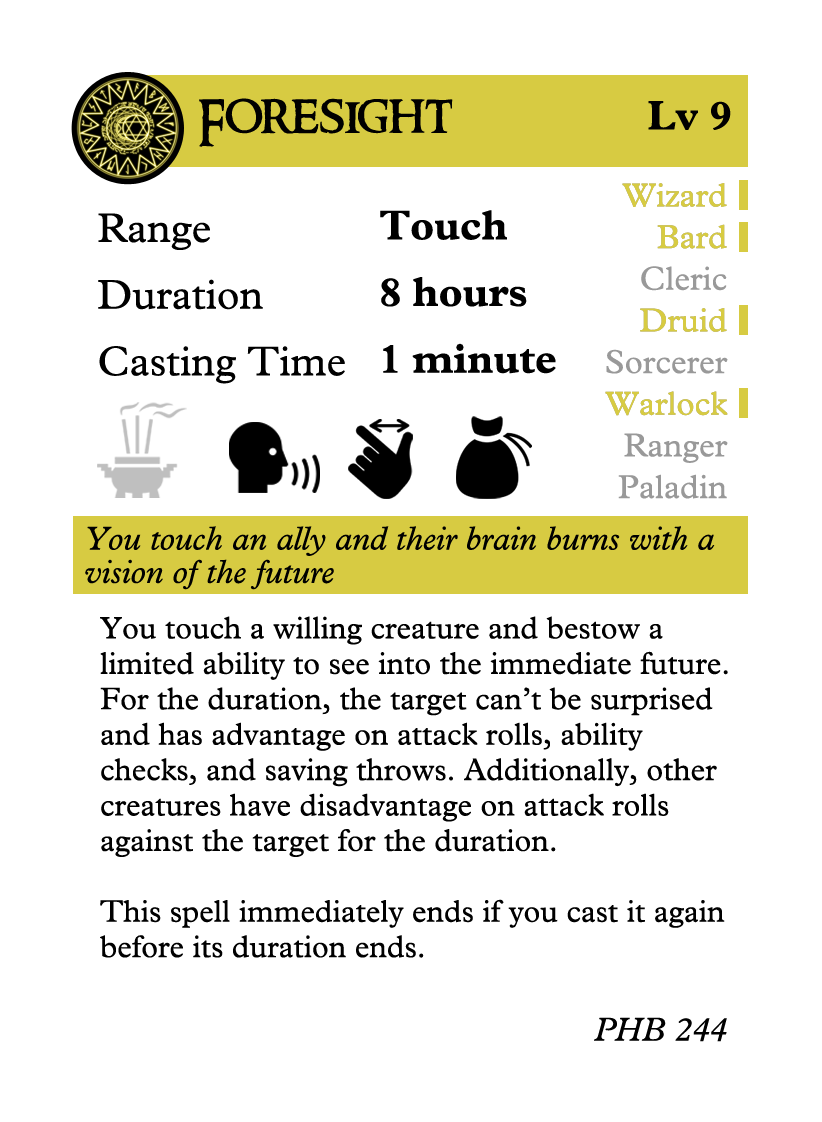 Foresight Lv 9
Range Touch
Duration 8 hours
Casting Time 1 minute
Wizard
Bard
Cleric
Druid
Sorcerer
Warlock
Ranger
Paladin
You touch an ally and their brain burns with a
vision of the future
You touch a willing creature and bestow a
limited ability to see into the immediate future.
For the duration, the target can’t be surprised
and has advantage on attack rolls, ability
checks, and saving throws. Additionally, other
creatures have disadvantage on attack rolls
against the target for the duration.
This spell immediately ends if you cast it again
before its duration ends.
PHB 244